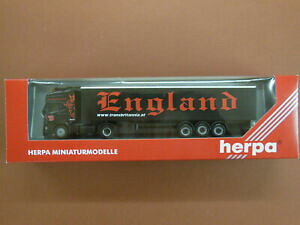 England
www.transbritannia.at
HERPA MINIATURMODELLE
herpa